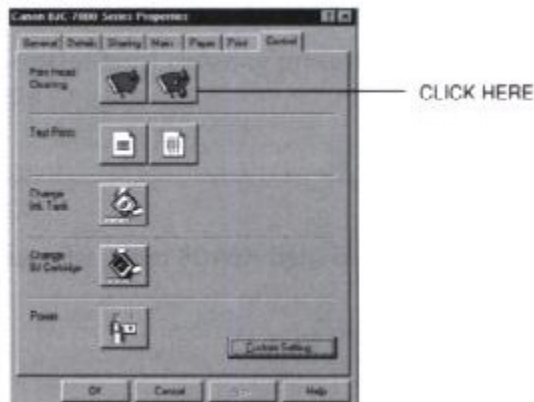 Canon BJC-7000 Series Properties
General Details Sharing Main Paper Print Control
Print Head
Cleaning
CLICK HERE
Test Prints
Change
Ink Tank
Change
BJ Cartridge
Power
Custom Setting...
OK Cancel Help